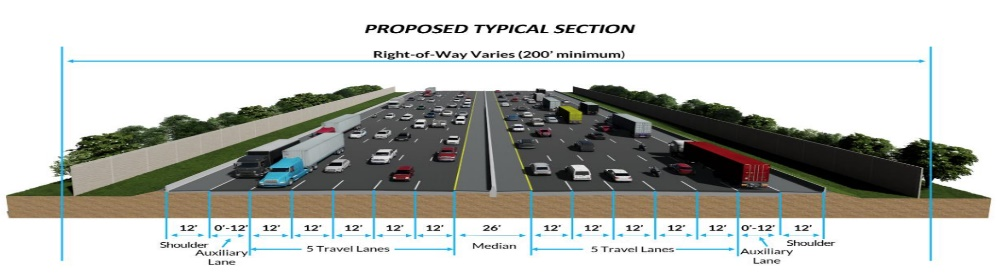 PROPOSED TYPICAL SECTION
Right-of-Way Varies (200' minimum)
12' 0'-12' 12' 12' 12' 12' 12' 26' 12' 12' 12' 12' 12' 0'-12' 12'
Shoulder Auxiliary Lane 5 Travel Lanes Median 5 Travel Lanes Auxiliary Lane Shoulder